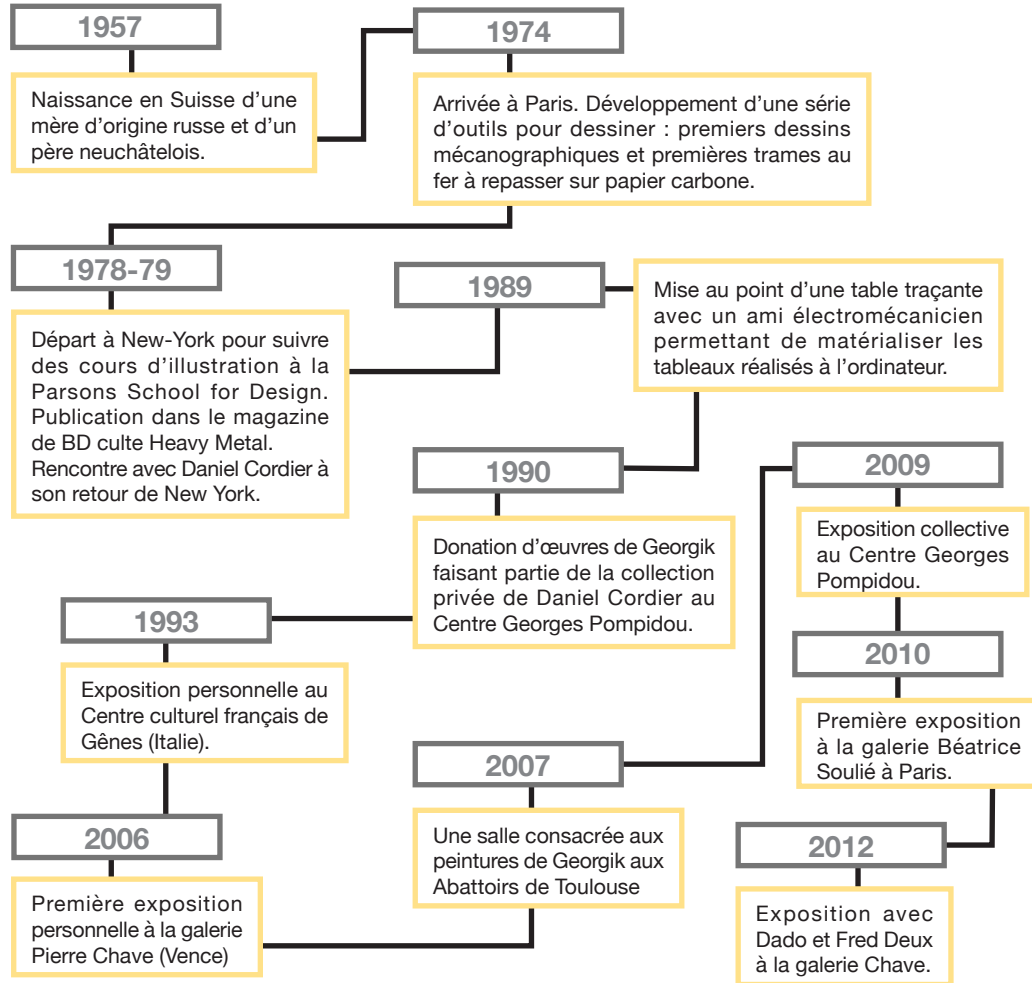 1957
Naissance en Suisse d’une
mère d’origine russe et d’un
père neuchâtelois.
1974
Arrivée à Paris. Développement d’une série
d’outils pour dessiner : premiers dessins
mécanographiques et premières trames au
fer à repasser sur papier carbone.
1978-79
Départ à New-York pour suivre
des cours d’illustration à la
Parsons School for Design.
Publication dans le magazine
de BD culte Heavy Metal.
Rencontre avec Daniel Cordier à
son retour de New York.
1989
Mise au point d’une table traçante
avec un ami électromécanicien
permettant de matérialiser les
tableaux réalisés à l’ordinateur.
1990
Donation d’œuvres de Georgik
faisant partie de la collection
privée de Daniel Cordier au
Centre Georges Pompidou.
1993
Exposition personnelle au
Centre culturel français de
Gênes (Italie).
2006
Première exposition
personnelle à la galerie
Pierre Chave (Vence)
2007
Une salle consacrée aux
peintures de Georgik aux
Abattoirs de Toulouse
2009
Exposition collective
au Centre Georges
Pompidou.
2010
Première exposition
à la galerie Béatrice
Soulié à Paris.
2012
Exposition avec
Dado et Fred Deux
à la galerie Chave.